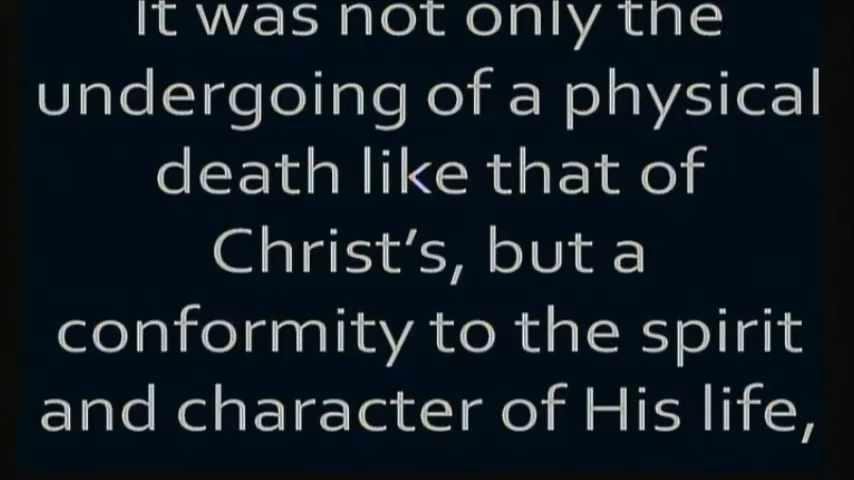 It was not only the
undergoing of a physical
death like that of
Christ's, but a
conformity to the spirit
and character of His life,